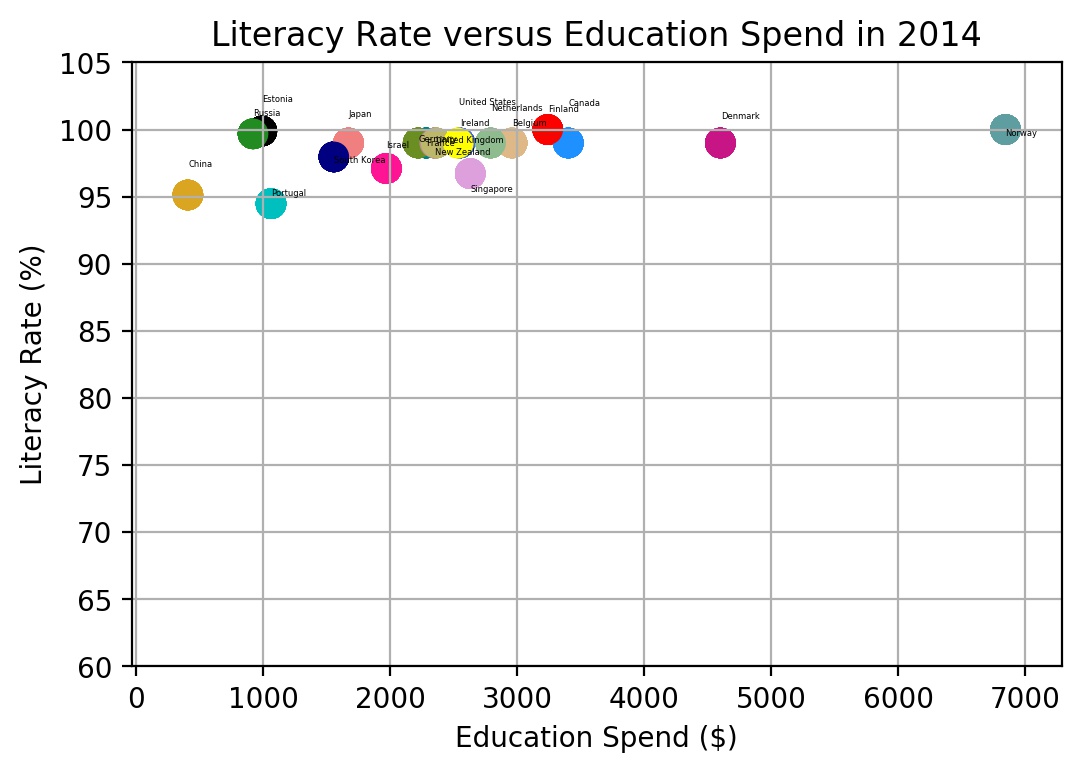 Literacy Rate versus Education Spend in 2014
105
100
95
90
85
80
75
70
65
60
Literacy Rate (%)
Estonia
Russia
Japan
United States
Netherlands
Canada
Finland
Denmark
Ireland
Belgium
Norway
Germany
France
United Kingdom
Israel
New Zealand
South Korea
China
Portugal
Singapore
0 1000 2000 3000 4000 5000 6000 7000
Education Spend ($)